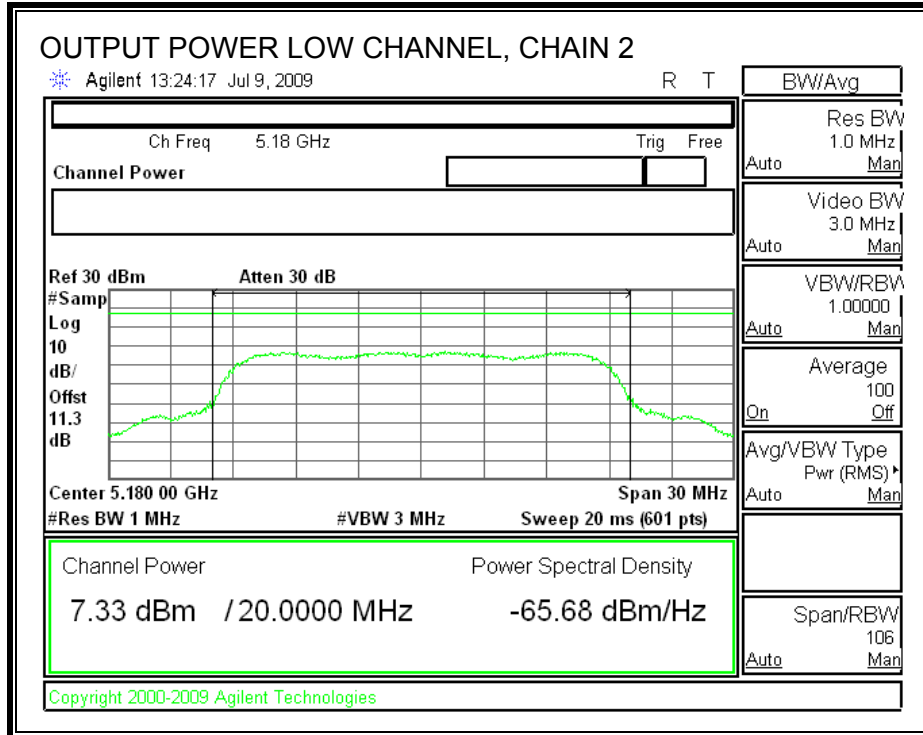 OUTPUT POWER LOW CHANNEL, CHAIN 2
Agilent 13:24:17 Jul 9, 2009 R T
Ch Freq 5.18 GHz Trig Free
Channel Power
Ref 30 dBm Atten 30 dB
#Samp
Log
10
dB/
Offst
11.3
dB
Center 5.180 00 GHz Span 30 MHz
#Res BW 1 MHz #VBW 3 MHz Sweep 20 ms (601 pts)
Channel Power Power Spectral Density
7.33 dBm / 20.0000 MHz -65.68 dBm/Hz
Copyright 2000-2009 Agilent Technologies
BW/Avg
Res BW
1.0 MHz
Auto Man
Video BW
3.0 MHz
Auto Man
VBW/RBW
1.00000
Auto Man
Average
100
On Off
Avg/VBW Type
Pwr (RMS)
Auto Man
Span/RBW
106
Auto Man